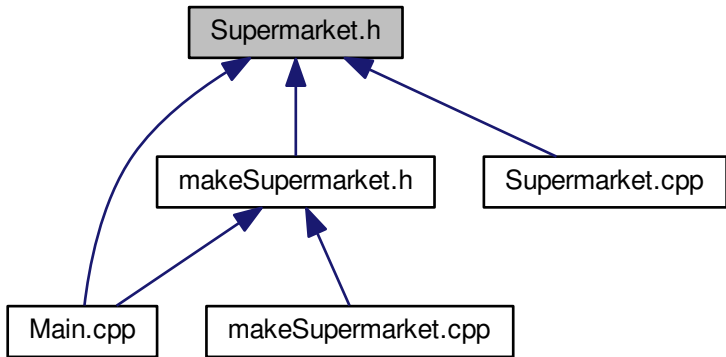 Supermarket.h
makeSupermarket.h
Supermarket.cpp
Main.cpp
makeSupermarket.cpp